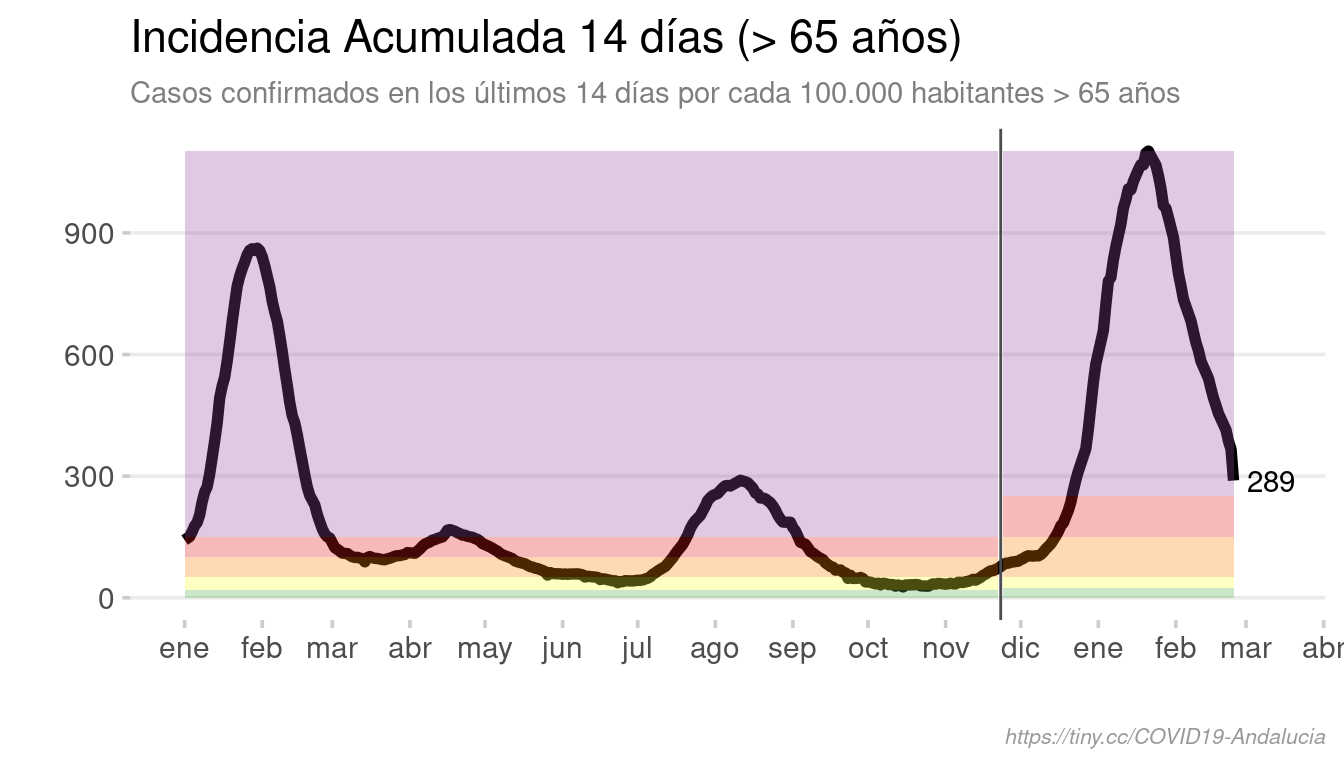 Incidencia Acumulada 14 días (> 65 años)
Casos confirmados en los últimos 14 días por cada 100.000 habitantes > 65 años
900
600
300
0
289
ene feb mar abr may jun jul ago sep oct nov dic ene feb mar abr
https://tiny.cc/COVID19-Andalucia